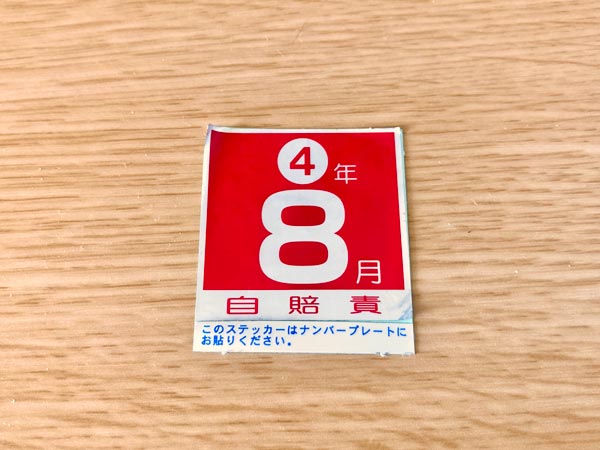 ④年
8月
自賠責
このステッカーはナンバープレートに
お貼りください。